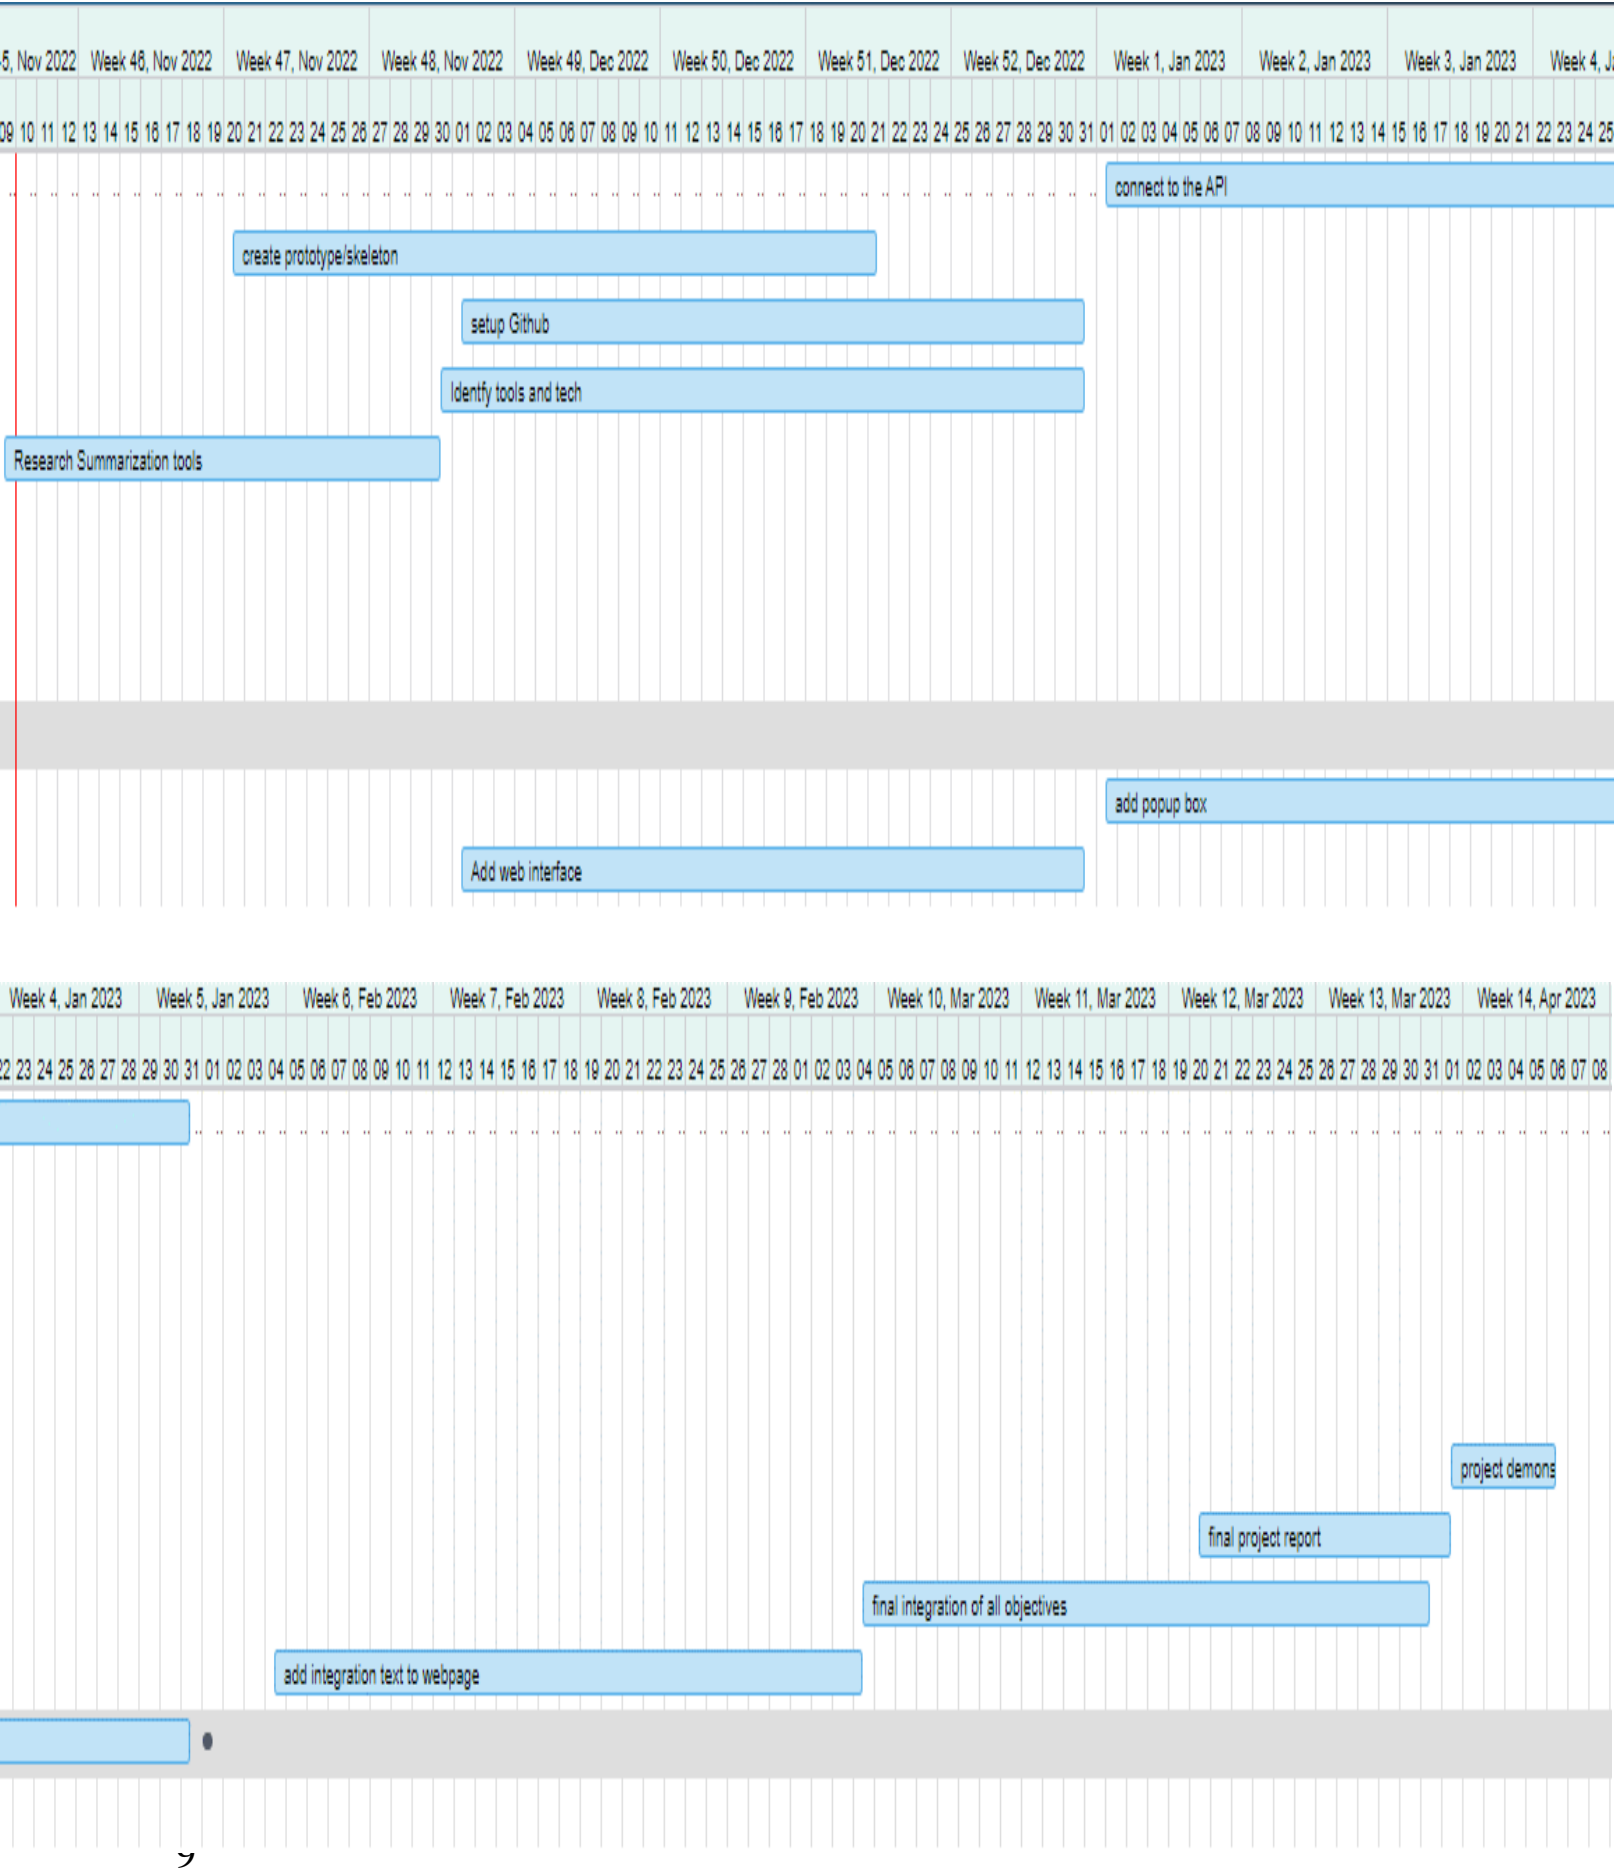 5, Nov 2022 Week 46, Nov 2022 Week 47, Nov 2022 Week 48, Nov 2022 Week 49, Dec 2022 Week 50, Dec 2022 Week 51, Dec 2022 Week 52, Dec 2022 Week 1, Jan 2023 Week 2, Jan 2023 Week 3, Jan 2023 Week 4,
09 10 11 12 13 14 15 16 17 18 19 20 21 22 23 24 25 26 27 28 29 30 01 02 03 04 05 06 07 08 09 10 11 12 13 14 15 16 17 18 19 20 21 22 23 24 25 26 27 28 29 30 31 01 02 03 04 05 06 07 08 09 10 11 12 13 14 15 16 17 18 19 20 21 22 23 24 25
connect to the API
create prototype/skeleton
setup Github
Identfy tools and tech
Research Summarization tools
add popup box
Add web interface
Week 4, Jan 2023 Week 5, Jan 2023 Week 6, Feb 2023 Week 7, Feb 2023 Week 8, Feb 2023 Week 9, Feb 2023 Week 10, Mar 2023 Week 11, Mar 2023 Week 12, Mar 2023 Week 13, Mar 2023 Week 14, Apr 2023
22 23 24 25 26 27 28 29 30 31 01 02 03 04 05 06 07 08 09 10 11 12 13 14 15 16 17 18 19 20 21 22 23 24 25 26 27 28 01 02 03 04 05 06 07 08 09 10 11 12 13 14 15 16 17 18 19 20 21 22 23 24 25 26 27 28 29 30 31 01 02 03 04 05 06 07 08
project demons
final project report
final integration of all objectives
add integration text to webpage